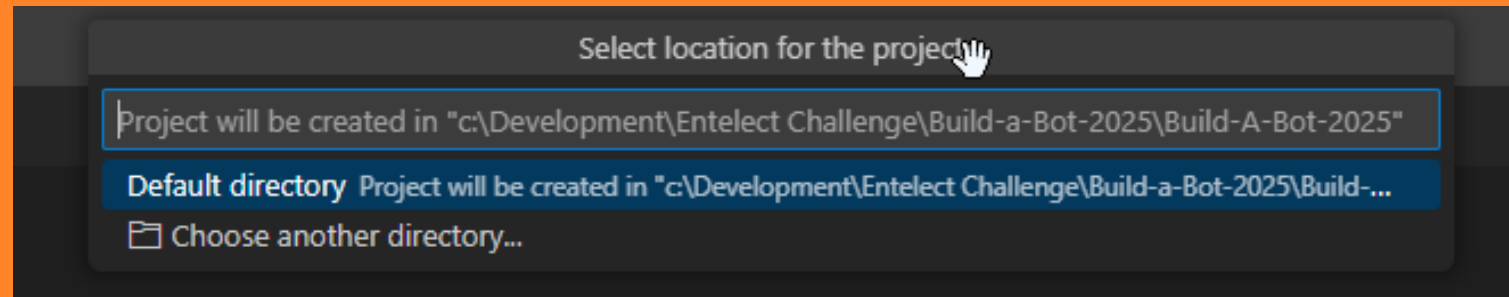 Select location for the project
Project will be created in "c:\Development\Entelect Challenge\Build-a-Bot-2025\Build-A-Bot-2025"
Default directory Project will be created in "c:\Development\Entelect Challenge\Build-a-Bot-2025\Build-...
Choose another directory...